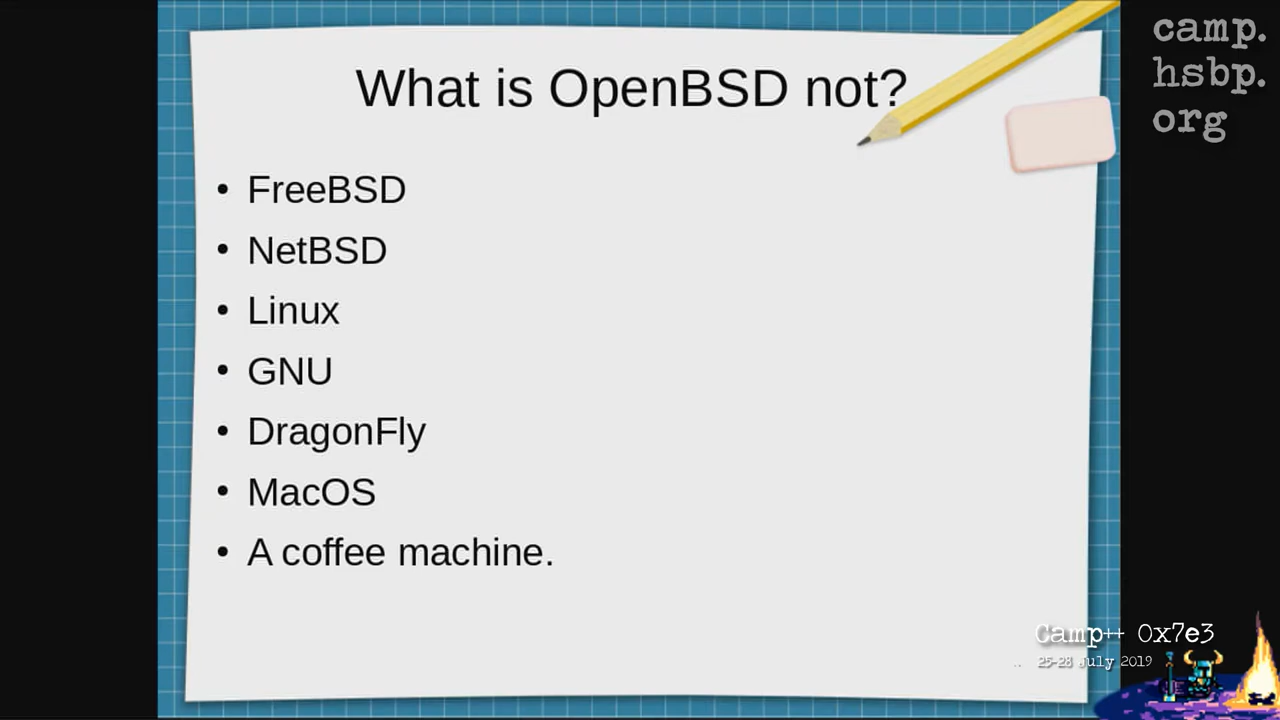 What is OpenBSD not?
• FreeBSD
• NetBSD
• Linux
• GNU
• DragonFly
• MacOS
• A coffee machine.
camp.
hsbp.
org
Camp++ 0x7e3
25-28 July 2019